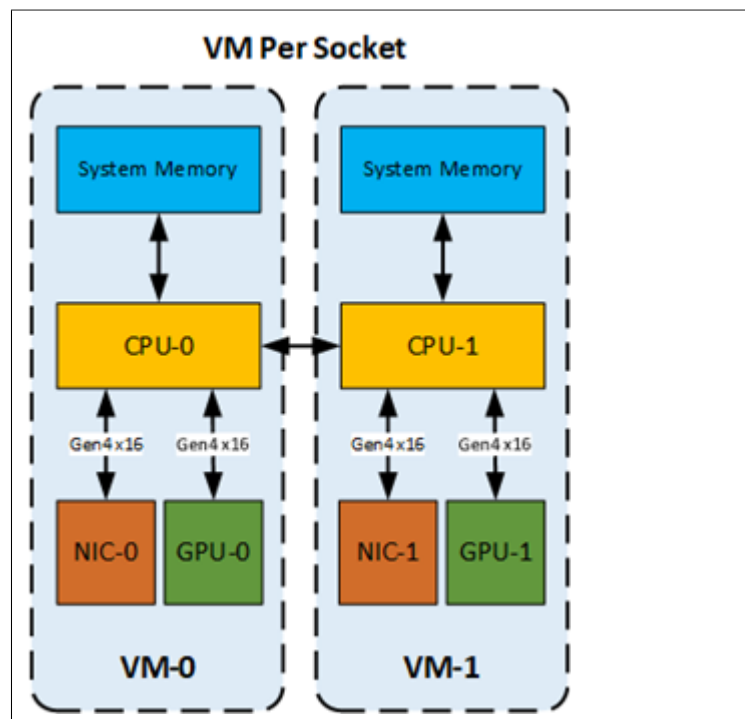 VM Per Socket
System Memory
System Memory
CPU-0
CPU-1
Gen4 x16
Gen4 x16
Gen4 x16
Gen4 x16
NIC-0
GPU-0
NIC-1
GPU-1
VM-0
VM-1